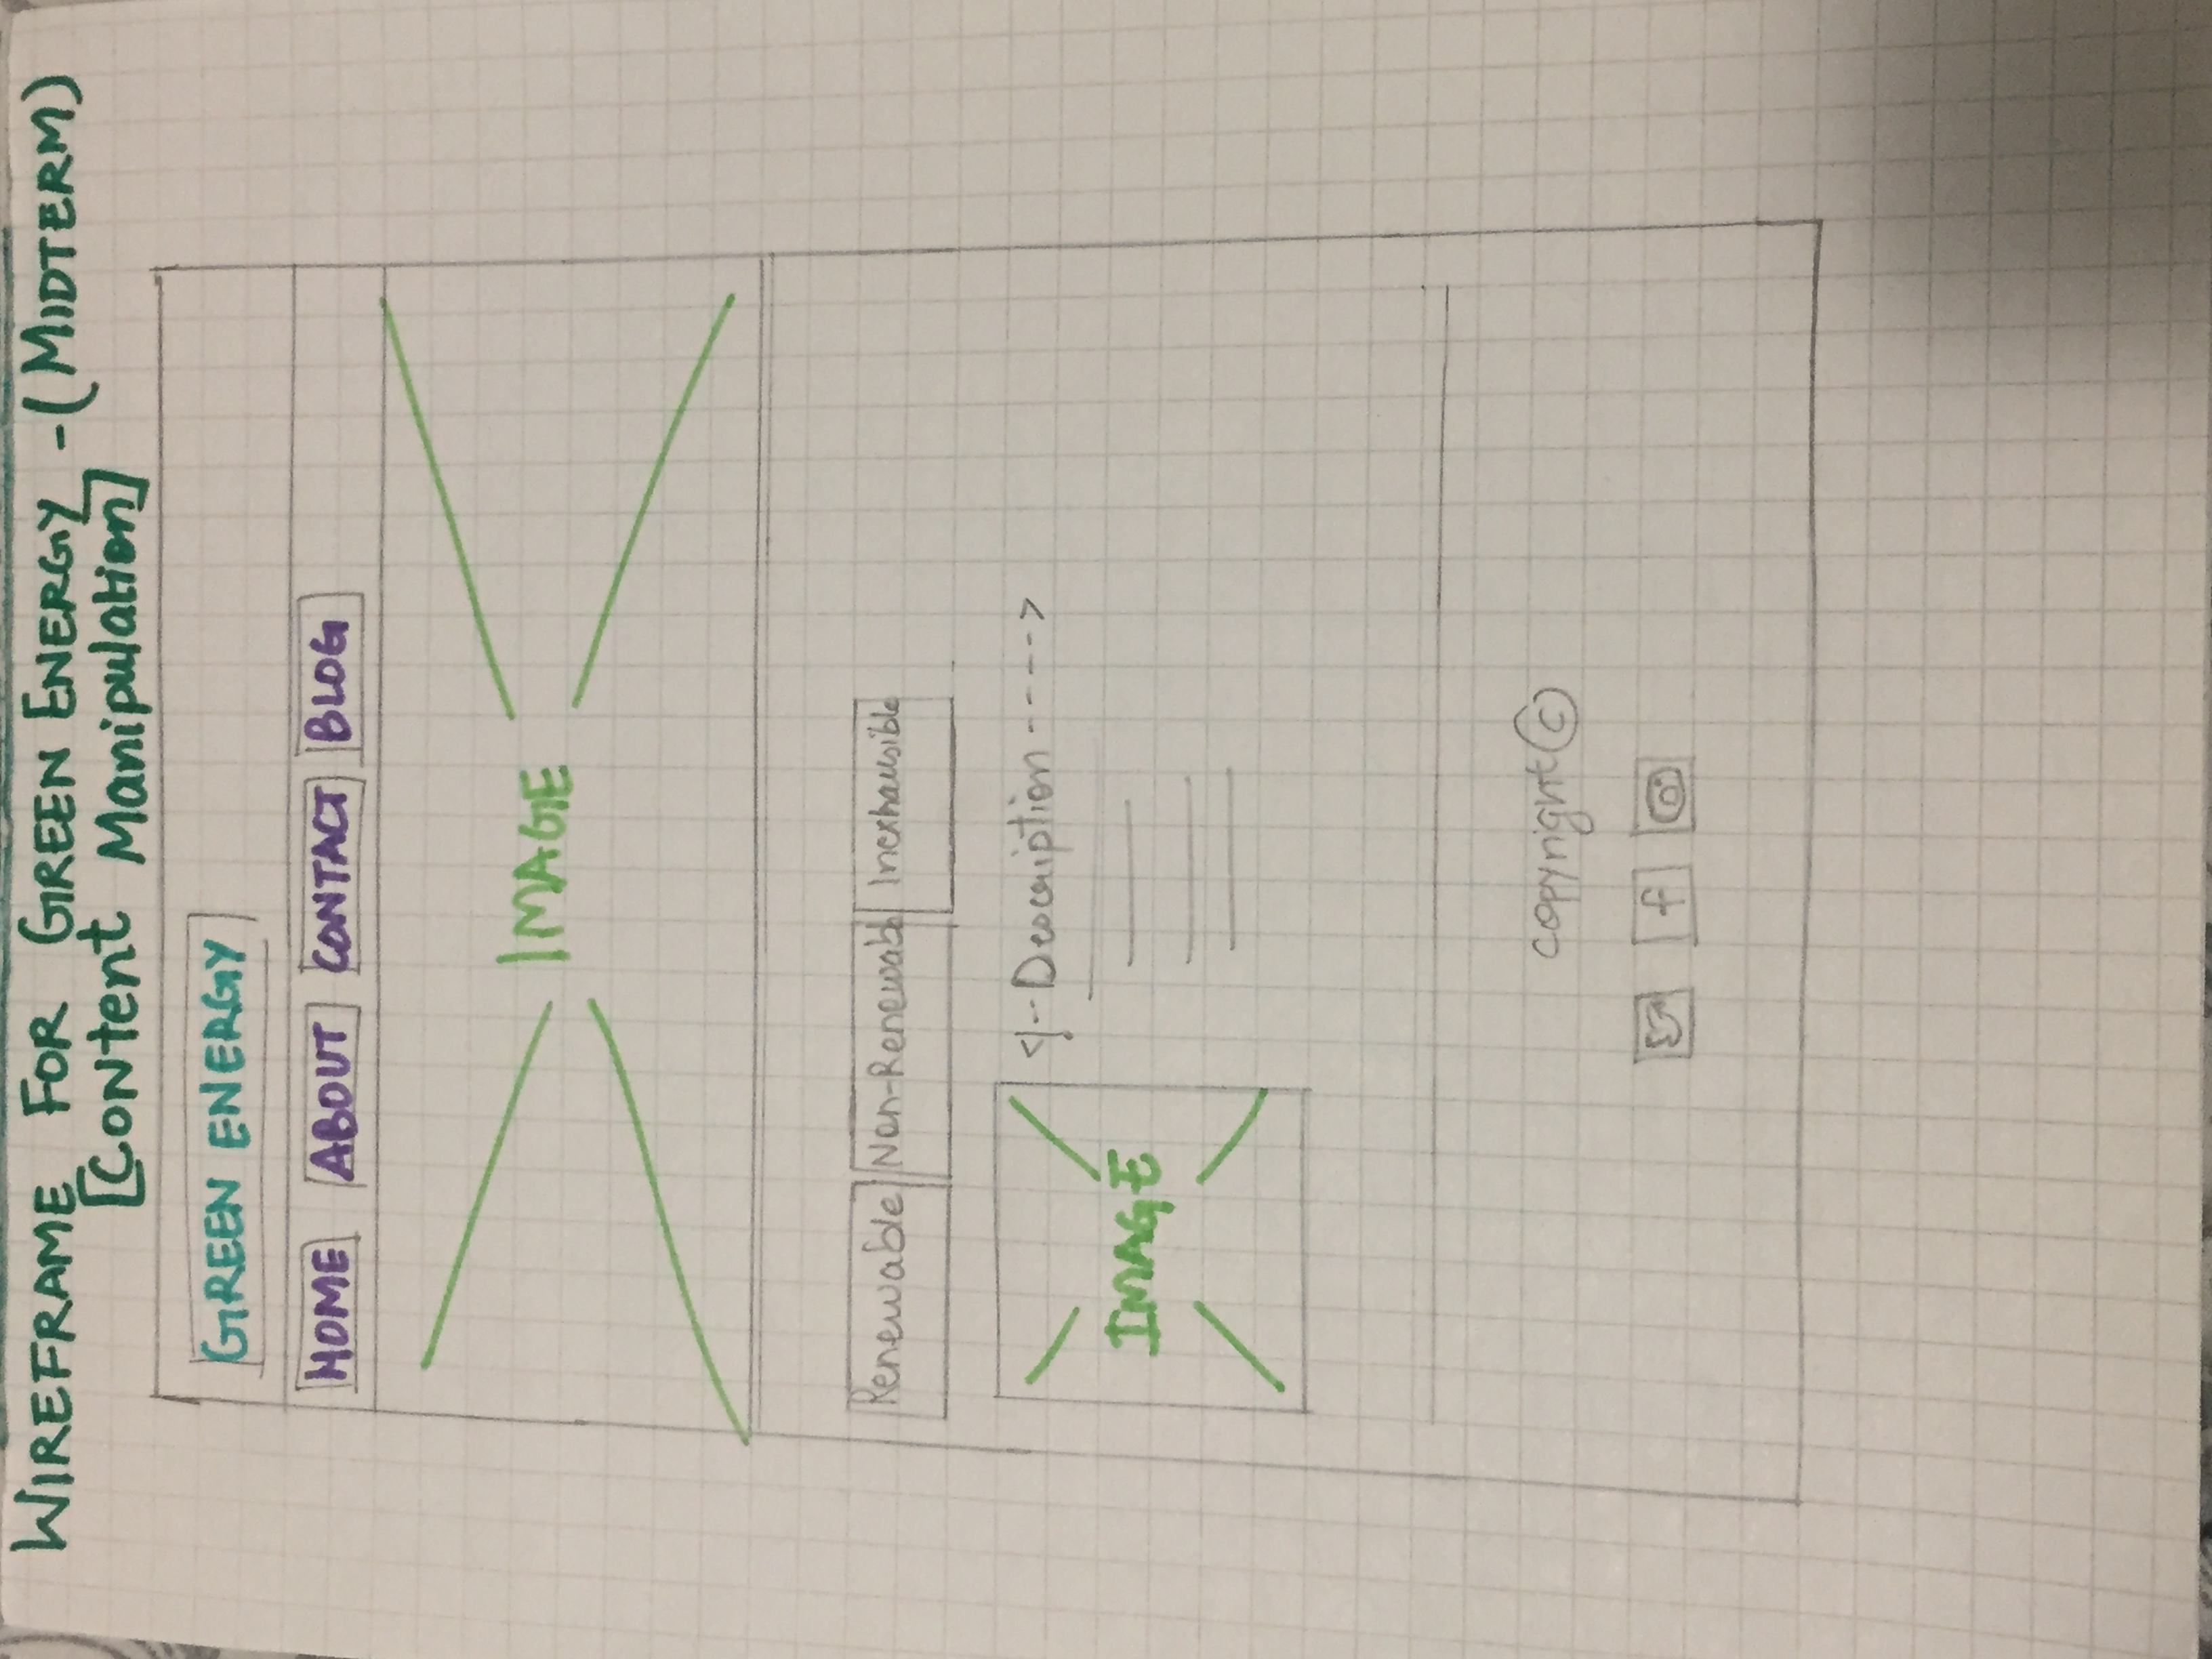 WIREFRAME FOR GREEN ENERGY -(MIDTERM)
[Content Manipulation]
GREEN ENERGY
HOME ABOUT CONTACT BLOG
IMAGE
Renewable Non-Renewabl Inexhausible
<--Description---->
IMAGE
copyright ©
f